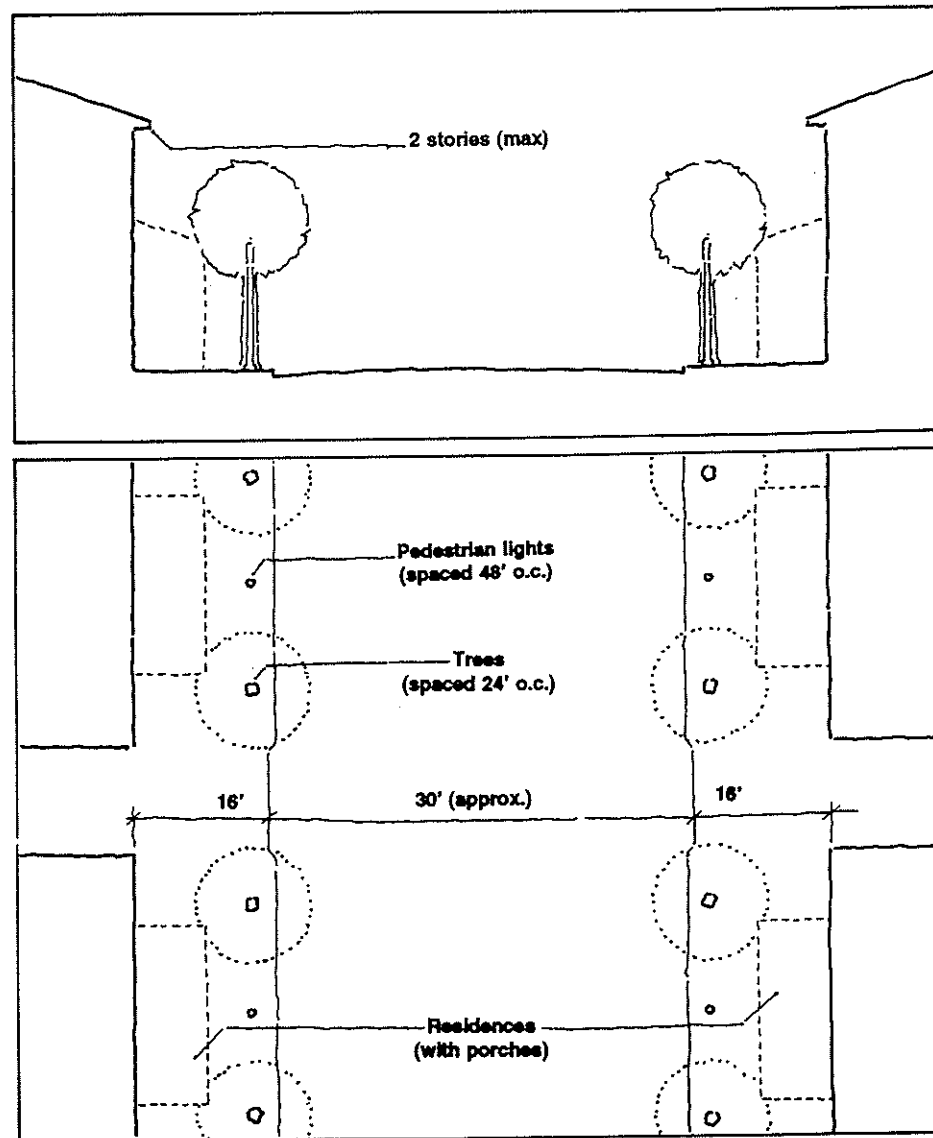 2 stories (max)
Pedestrian lights
(spaced 48' o.c.)
Trees
(spaced 24' o.c.)
16'
30' (approx.)
16'
Residences
(with porches)